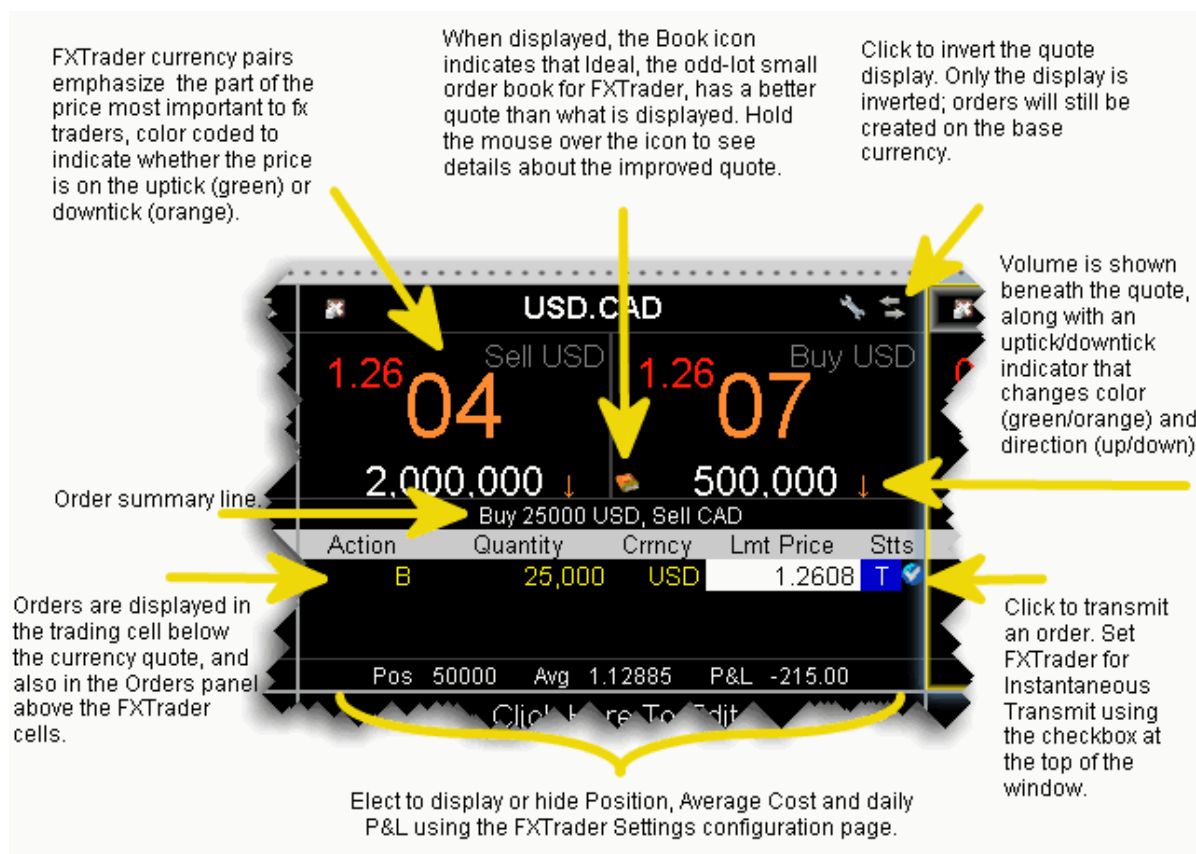 FXTrader currency pairs
emphasize the part of the
price most important to fx
traders, color coded to
indicate whether the price
is on the uptick (green) or
downtick (orange).
When displayed, the Book icon
indicates that Ideal, the odd-lot small
order book for FXTrader, has a better
quote than what is displayed. Hold
the mouse over the icon to see
details about the improved quote.
Click to invert the quote
display. Only the display is
inverted; orders will still be
created on the base
currency.
Volume is shown
beneath the quote,
along with an
uptick/downtick
indicator that
changes color
(green/orange) and
direction (up/down)
USD.CAD
Sell USD
1.26 04
2,000,000 ↓
Buy USD
1.26 07
500,000 ↓
Order summary line.
Buy 25000 USD, Sell CAD
Action Quantity Crrncy Lmt Price Stts
B 25,000 USD 1.2608 T
Orders are displayed in
the trading cell below
the currency quote, and
also in the Orders panel
above the FXTrader
cells.
Click to transmit
an order. Set
FXTrader for
Instantaneous
Transmit using
the checkbox at
the top of the
window.
Pos 50000 Avg 1.12885 P&L -215.00
To Edit
Elect to display or hide Position, Average Cost and daily
P&L using the FXTrader Settings configuration page.